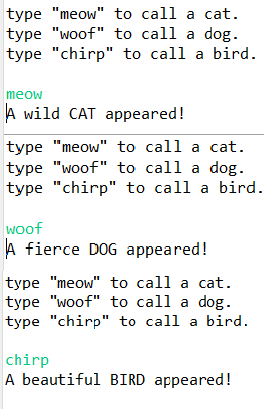 type "meow" to call a cat.
type "woof" to call a dog.
type "chirp" to call a bird.
meow
A wild CAT appeared!
type "meow" to call a cat.
type "woof" to call a dog.
type "chirp" to call a bird.
woof
A fierce DOG appeared!
type "meow" to call a cat.
type "woof" to call a dog.
type "chirp" to call a bird.
chirp
A beautiful BIRD appeared!